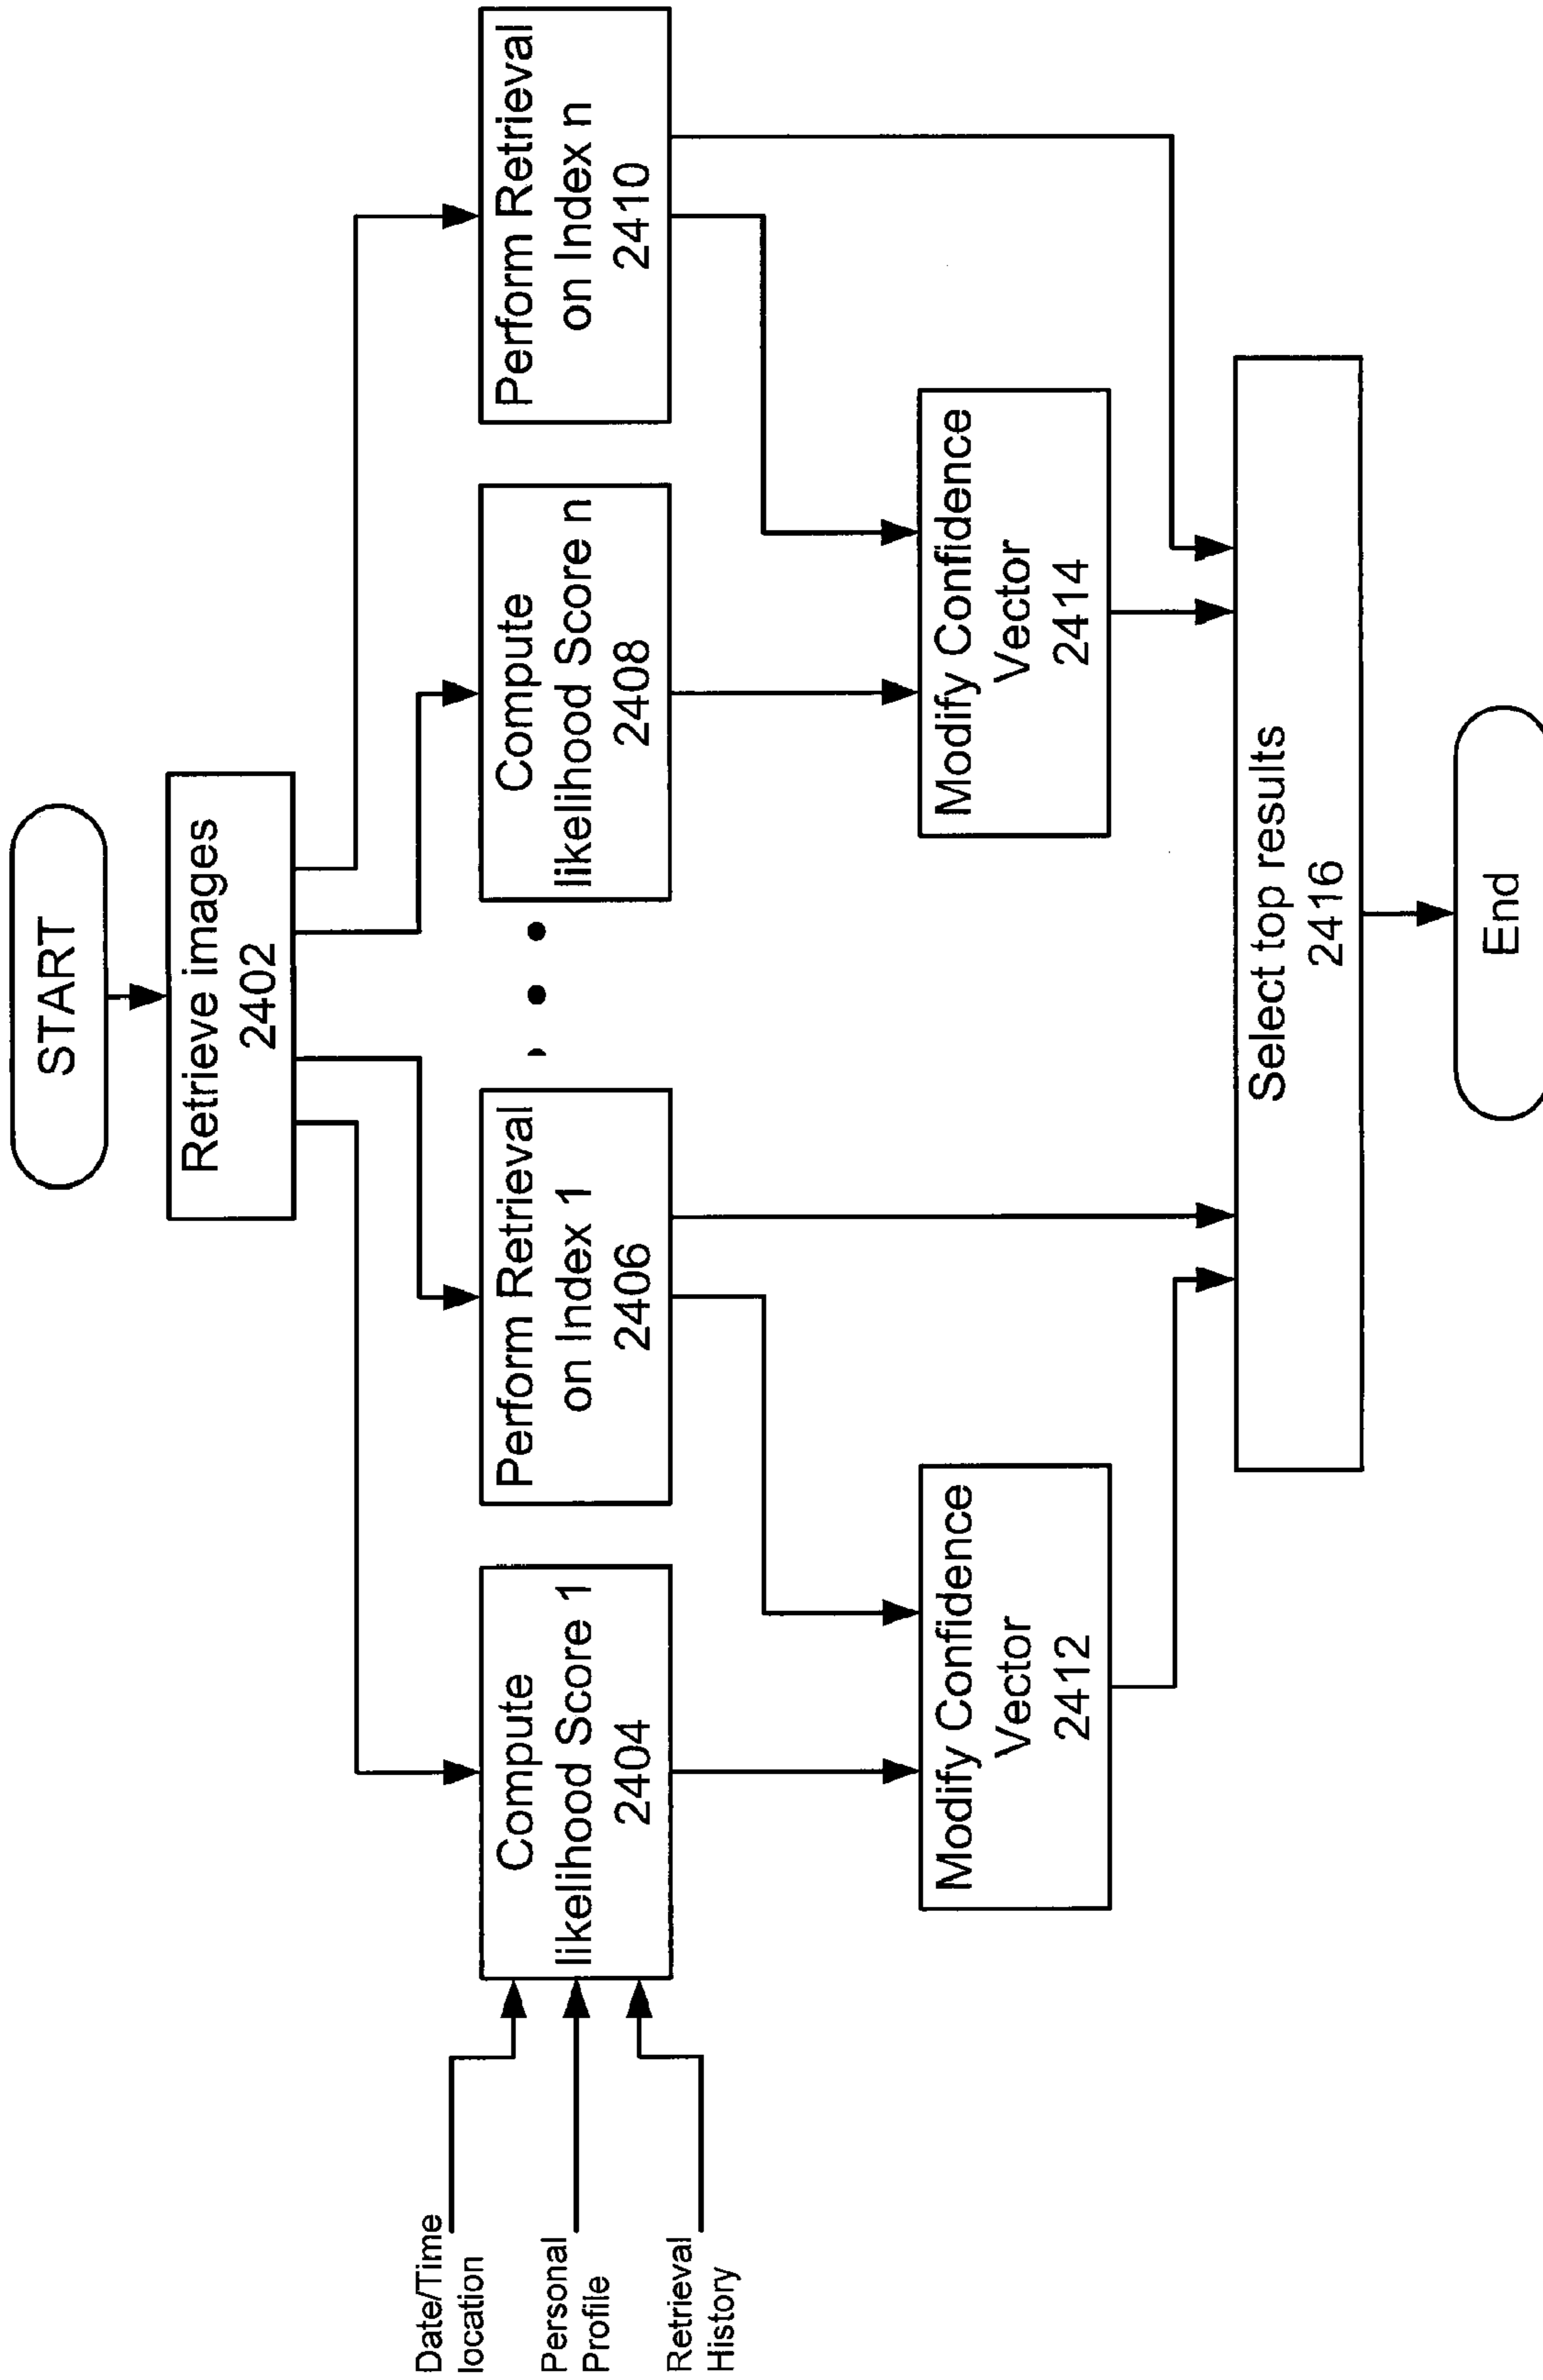 START
Retrieve images
2402
Date/Time
location
Personal
Profile
Retrieval
History
Compute
likelihood Score 1
2404
Perform Retrieval
on Index 1
2406
Compute
likelihood Score n
2408
Perform Retrieval
on Index n
2410
Modify Confidence
Vector
2412
Modify Confidence
Vector
2414
Select top results
2416
End